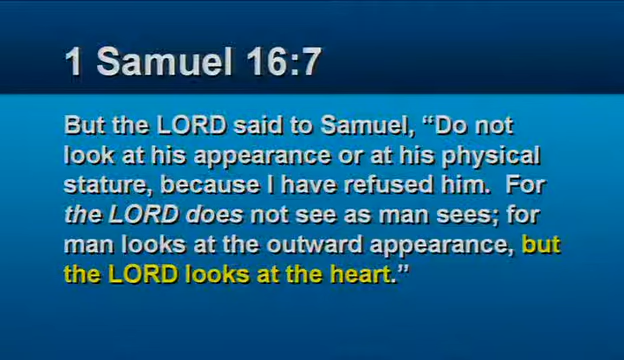 1 Samuel 16:7
But the LORD said to Samuel, “Do not
look at his appearance or at his physical
stature, because I have refused him.  For
the LORD does not see as man sees; for
man looks at the outward appearance, but
the LORD looks at the heart.”